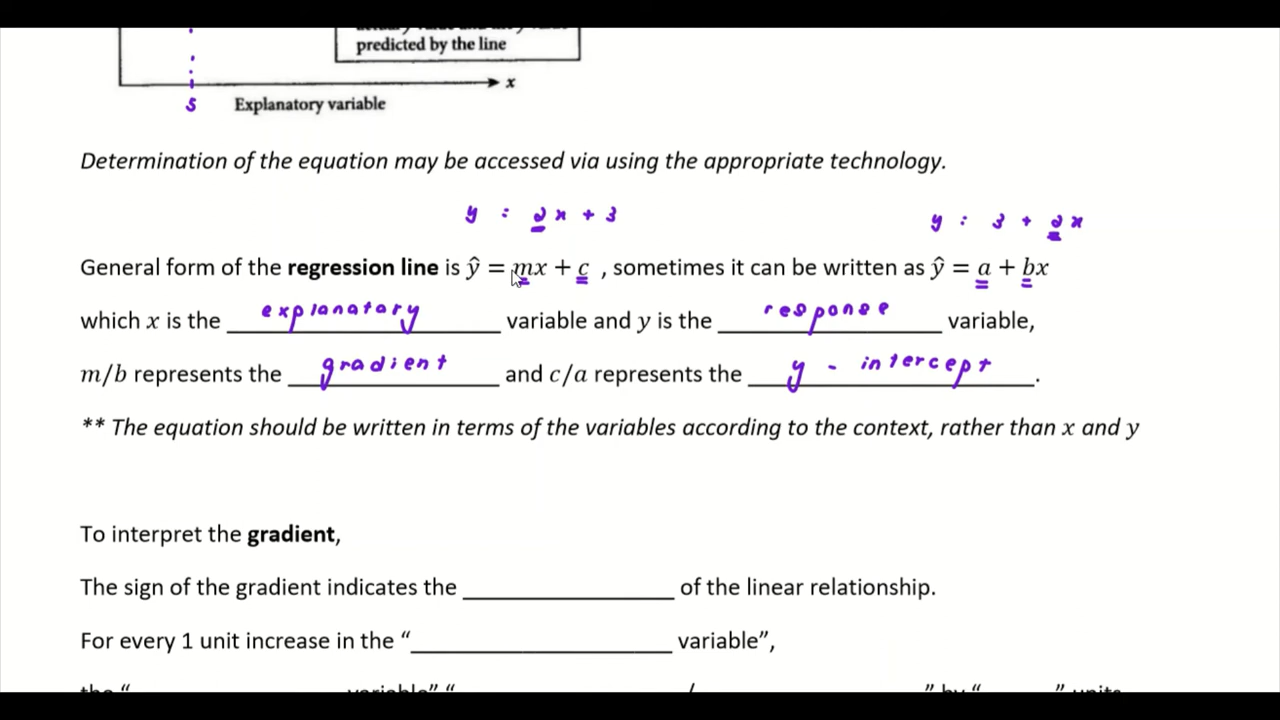 predicted by the line
x
5 Explanatory variable
Determination of the equation may be accessed via using the appropriate technology.
y = 2x + 3 y = 3 + 2x
General form of the regression line is ŷ = mx + c , sometimes it can be written as ŷ = a + bx
which x is the explanatory variable and y is the response variable,
m/b represents the gradient and c/a represents the y - intercept.
** The equation should be written in terms of the variables according to the context, rather than x and y
To interpret the gradient,
The sign of the gradient indicates the ____________________ of the linear relationship.
For every 1 unit increase in the “________________________ variable”,